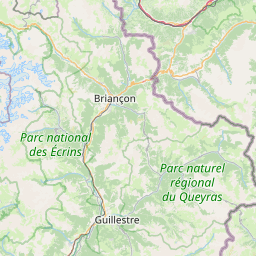 Briançon
Parc national
des Écrins
Parc naturel
régional
du Queyras
Guillestre